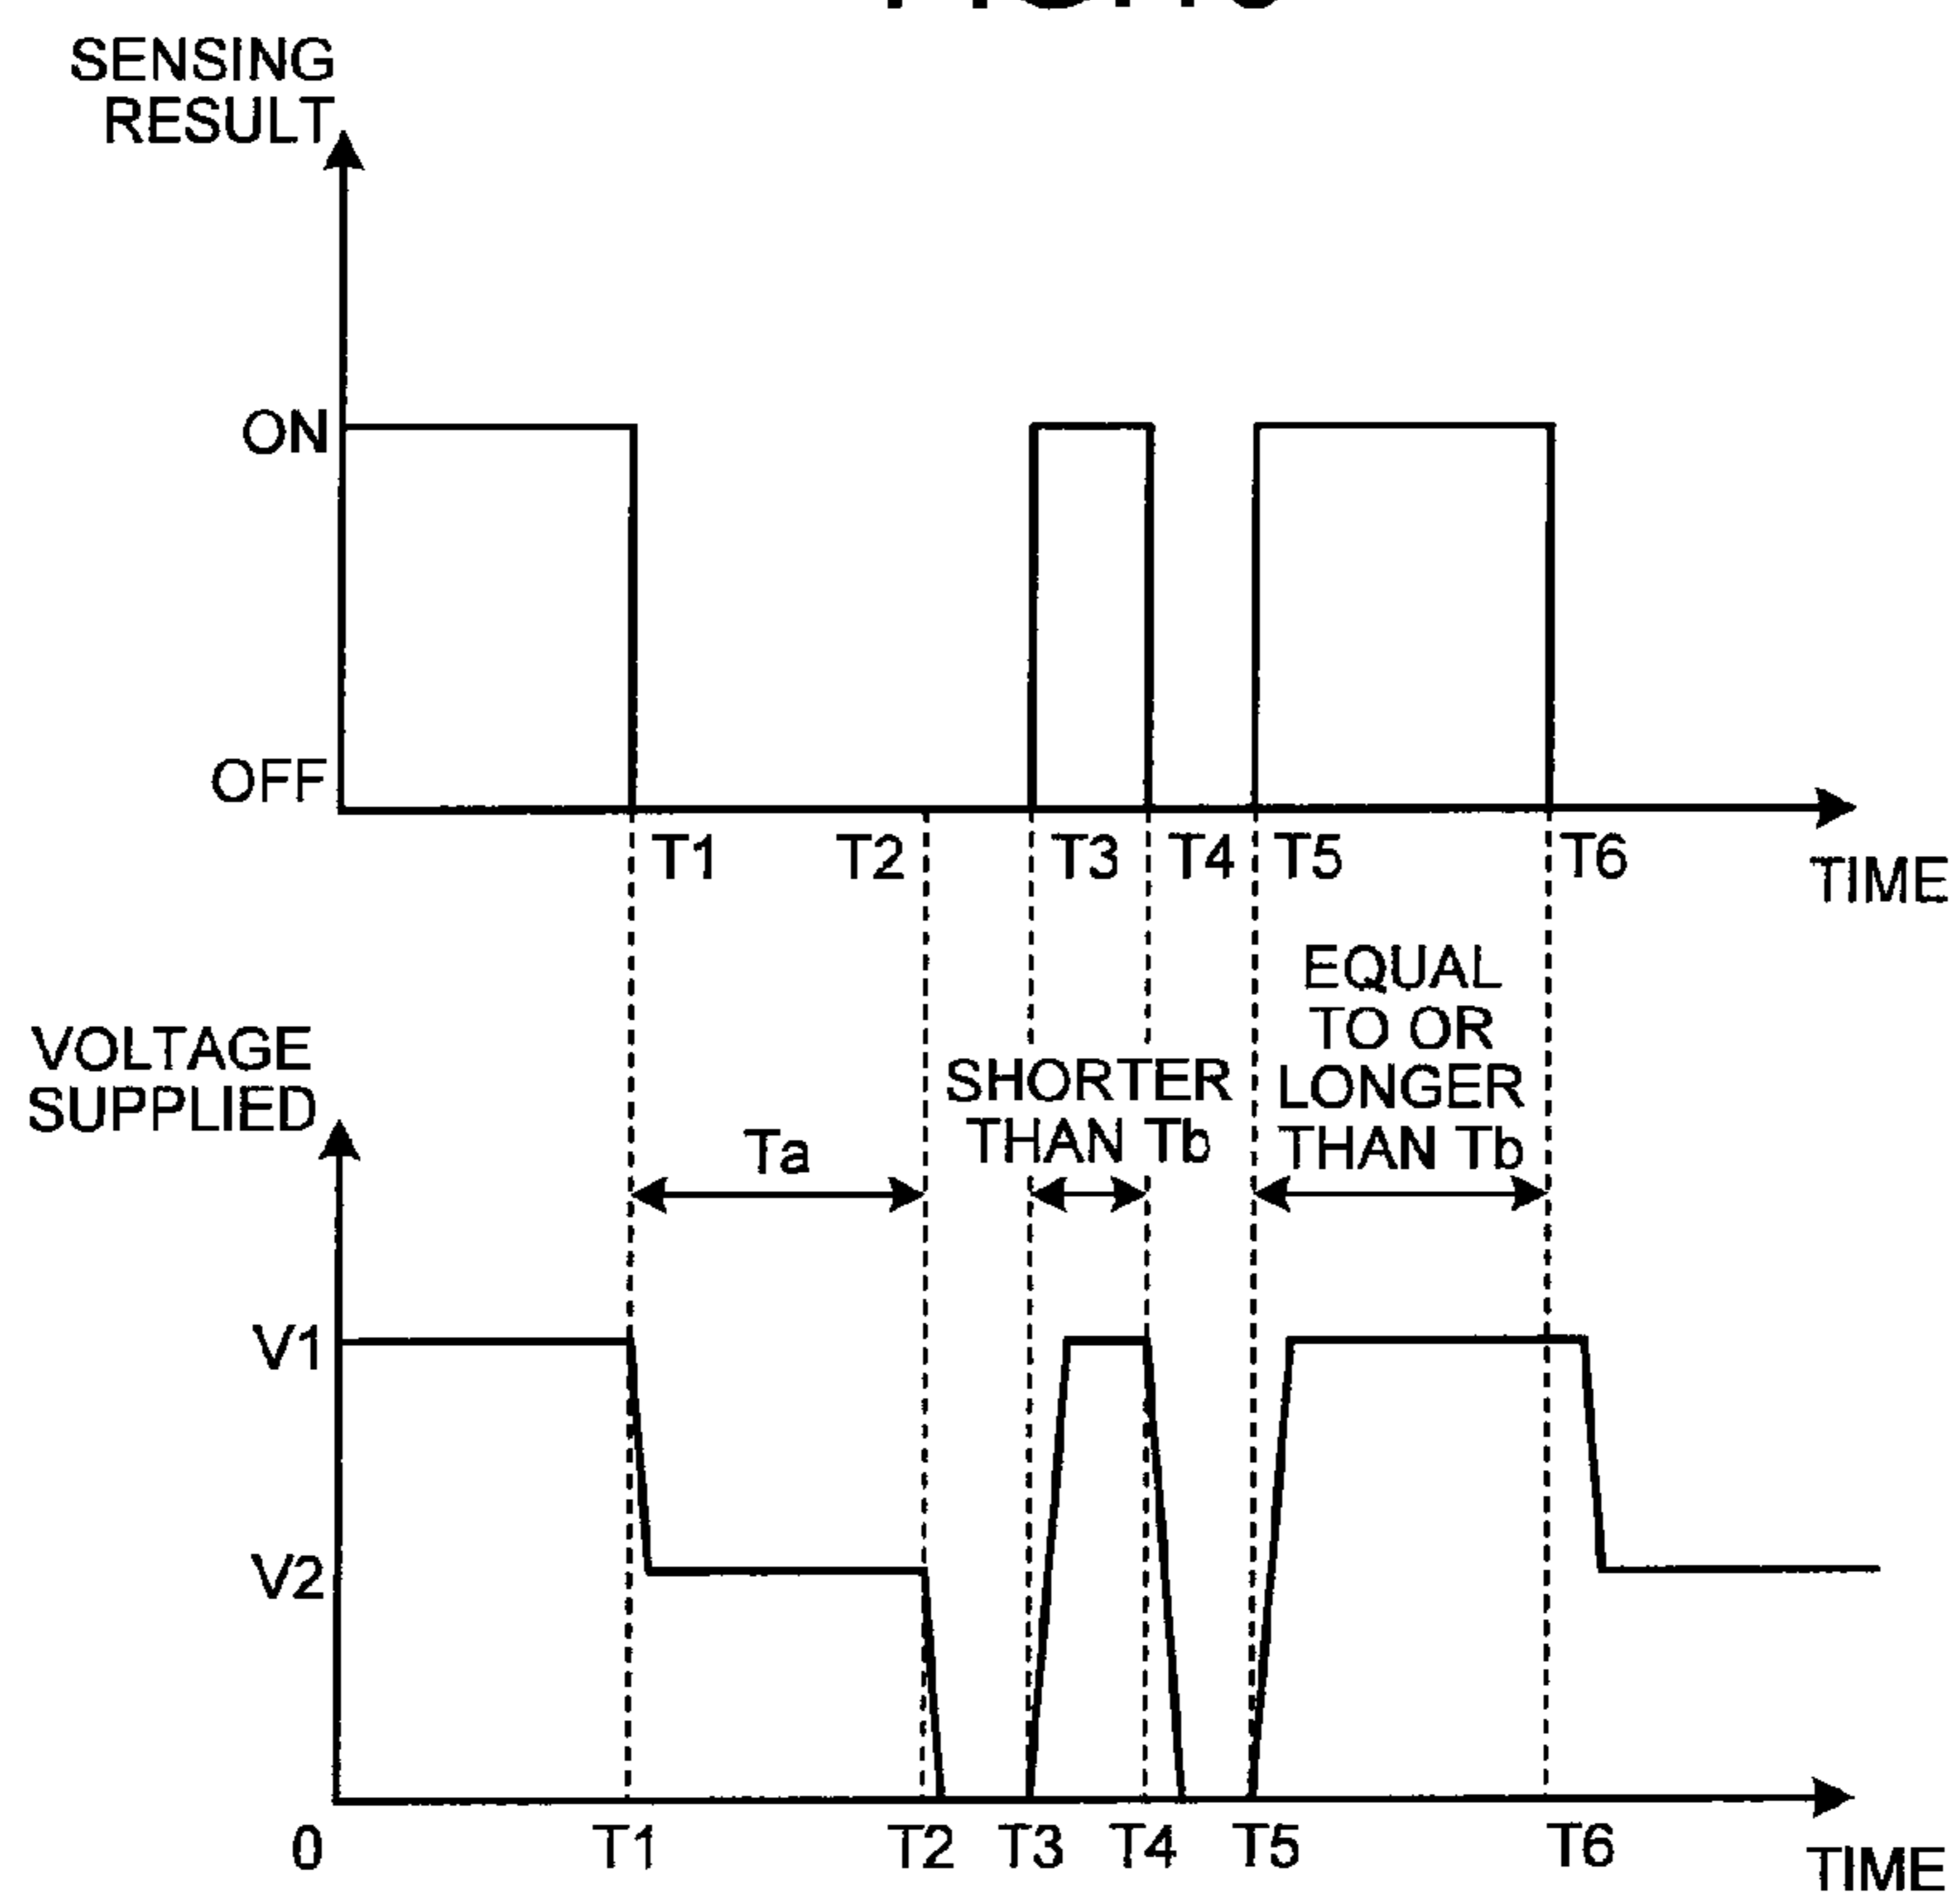 SENSING
RESULT
ON
OFF
T1
T2
T3
T4
T5
T6
TIME
VOLTAGE
SUPPLIED
Ta
SHORTER
THAN Tb
EQUAL
TO OR
LONGER
THAN Tb
V1
V2
0
T1
T2
T3
T4
T5
T6
TIME